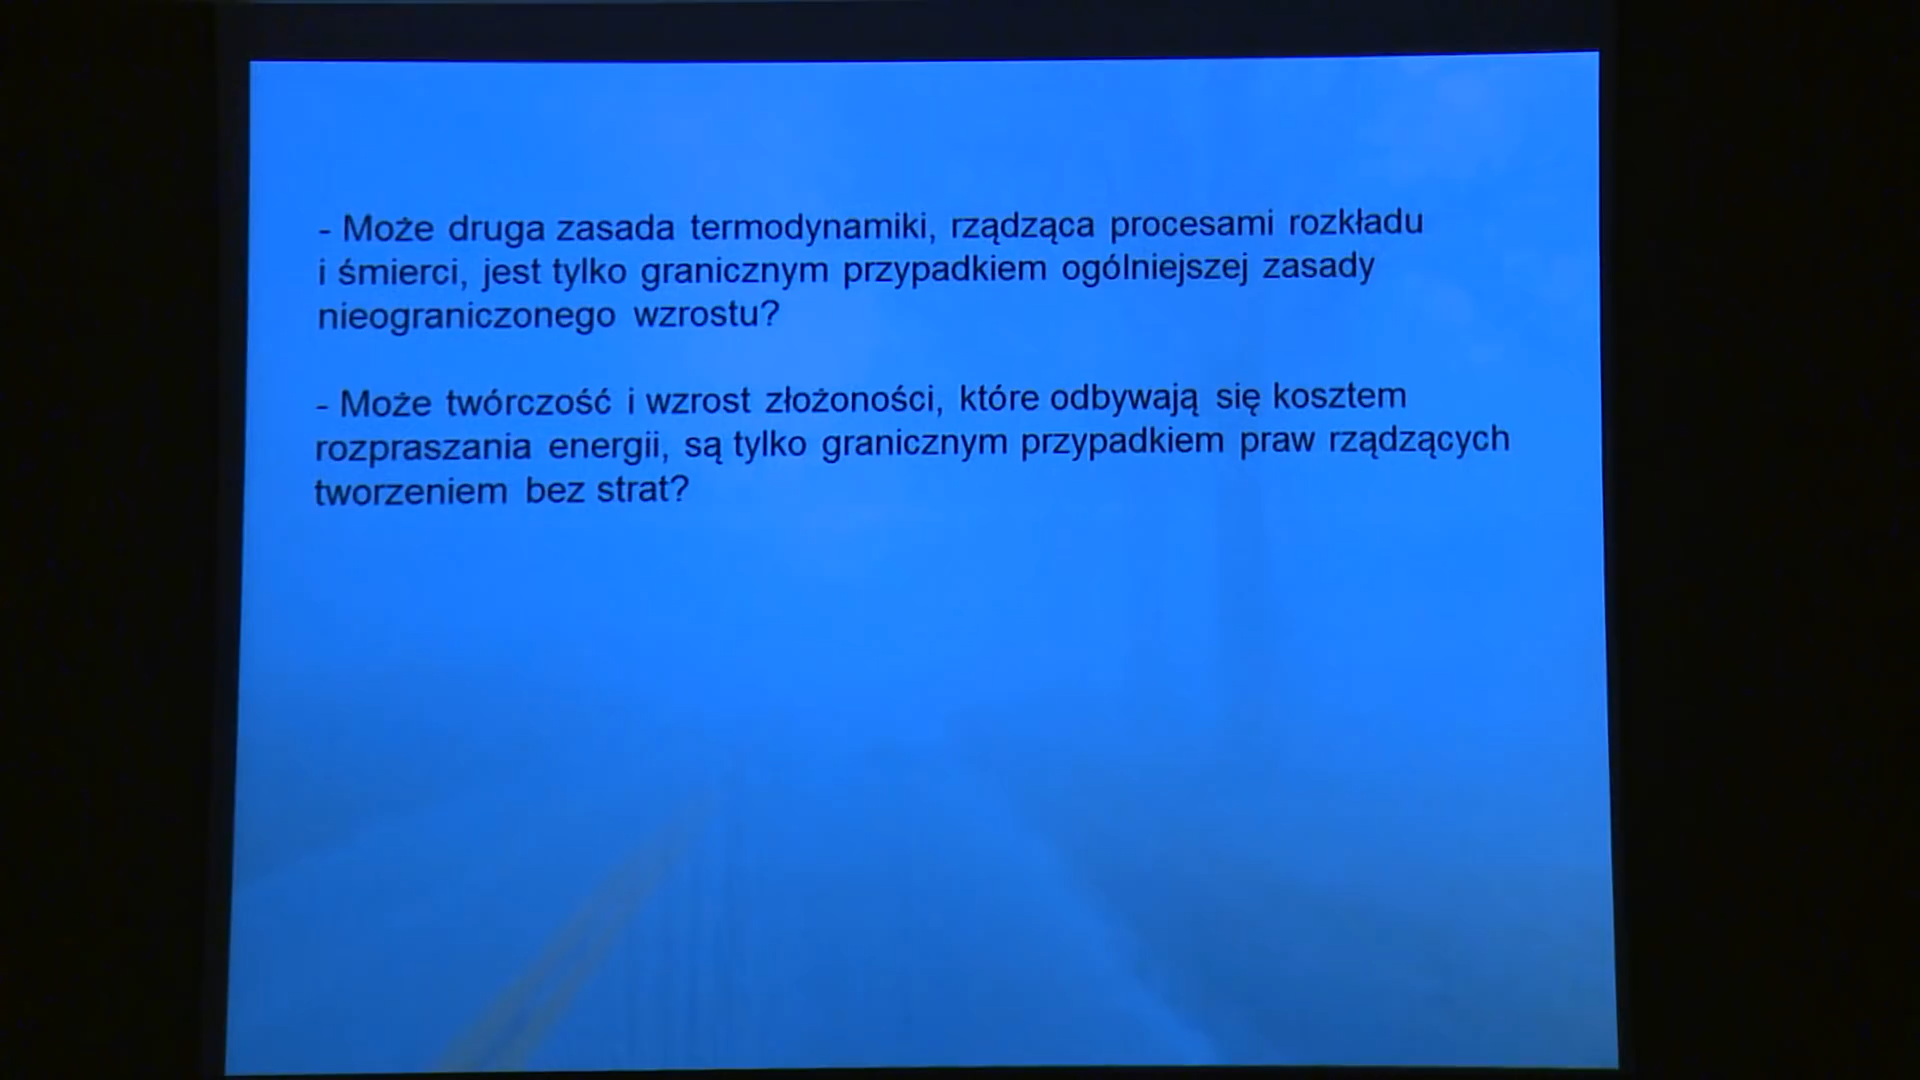 - Może druga zasada termodynamiki, rządząca procesami rozkładu
i śmierci, jest tylko granicznym przypadkiem ogólniejszej zasady
nieograniczonego wzrostu?
- Może twórczość i wzrost złożoności, które odbywają się kosztem
rozpraszania energii, są tylko granicznym przypadkiem praw rządzących
tworzeniem bez strat?